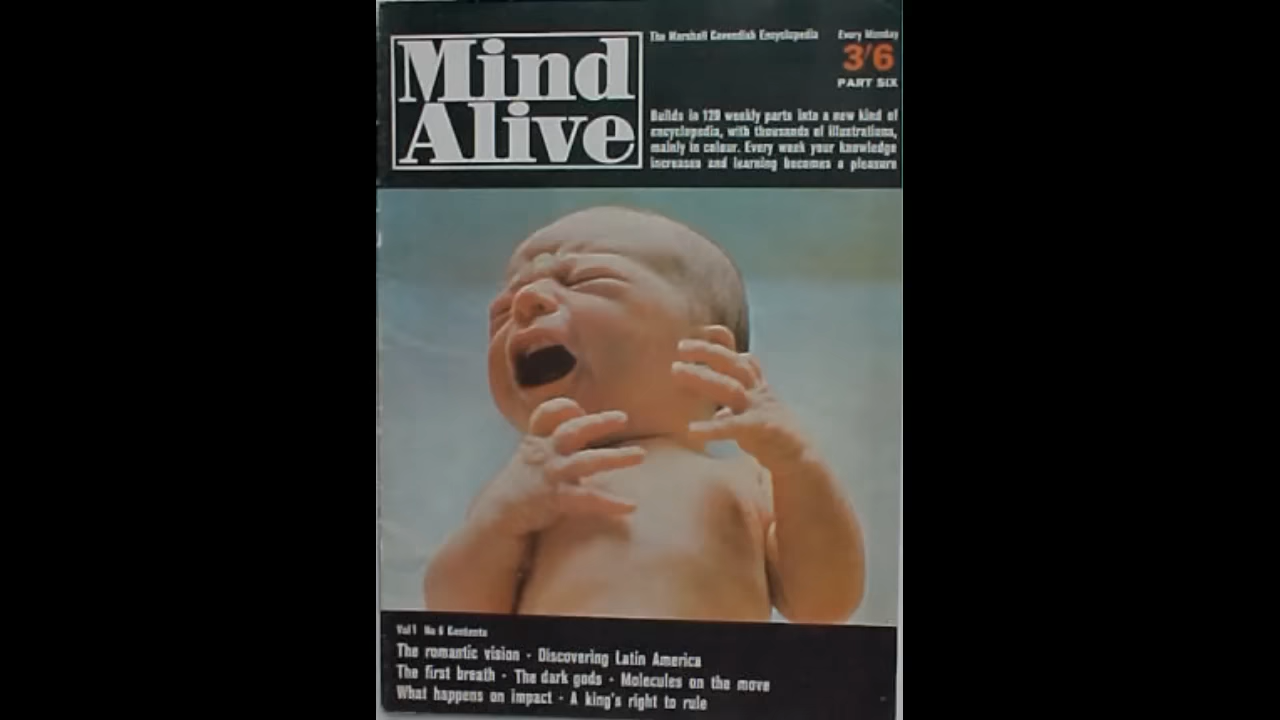 Mind
Alive
The Marshall Cavendish Encyclopedia
Every Monday
3/6
PART SIX
Builds in 120 weekly parts into a new kind of
encyclopedia, with thousands of illustrations,
mainly in colour. Every week your knowledge
increases and learning becomes a pleasure
Vol 1 No 6 Contents
The romantic vision · Discovering Latin America
The first breath · The dark gods · Molecules on the move
What happens on impact · A king's right to rule